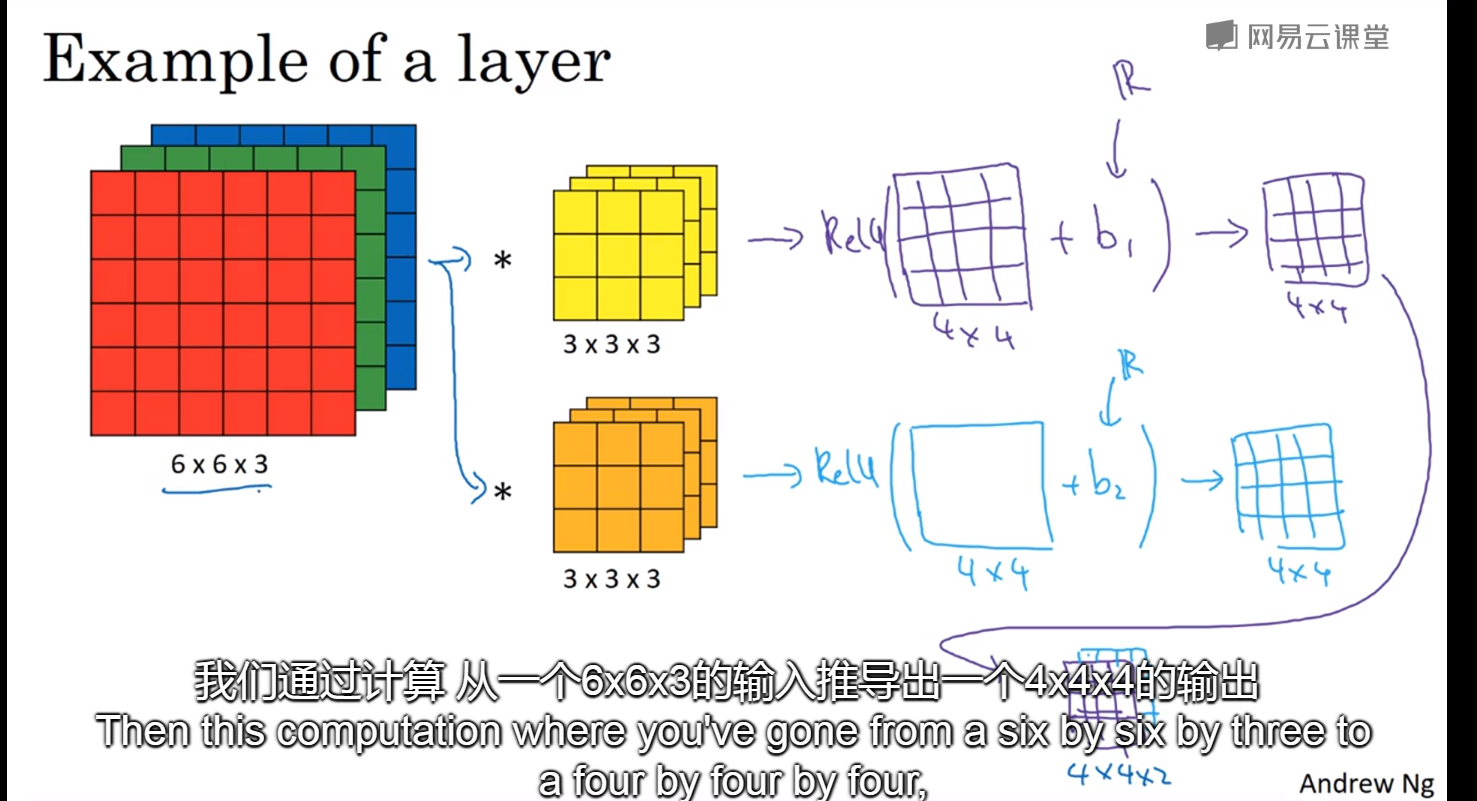 Example of a layer
网易云课堂
6 x 6 x 3
*
3 x 3 x 3
→ ReLU( 4x4 + b₁ ) →
ℝ
4x4
*
3 x 3 x 3
→ ReLU( 4x4 + b₂ ) →
ℝ
4x4
4x4x2
我们通过计算 从一个6x6x3的输入推导出一个4x4x4的输出
Then this computation where you've gone from a six by six by three to
a four by four by four,
Andrew Ng